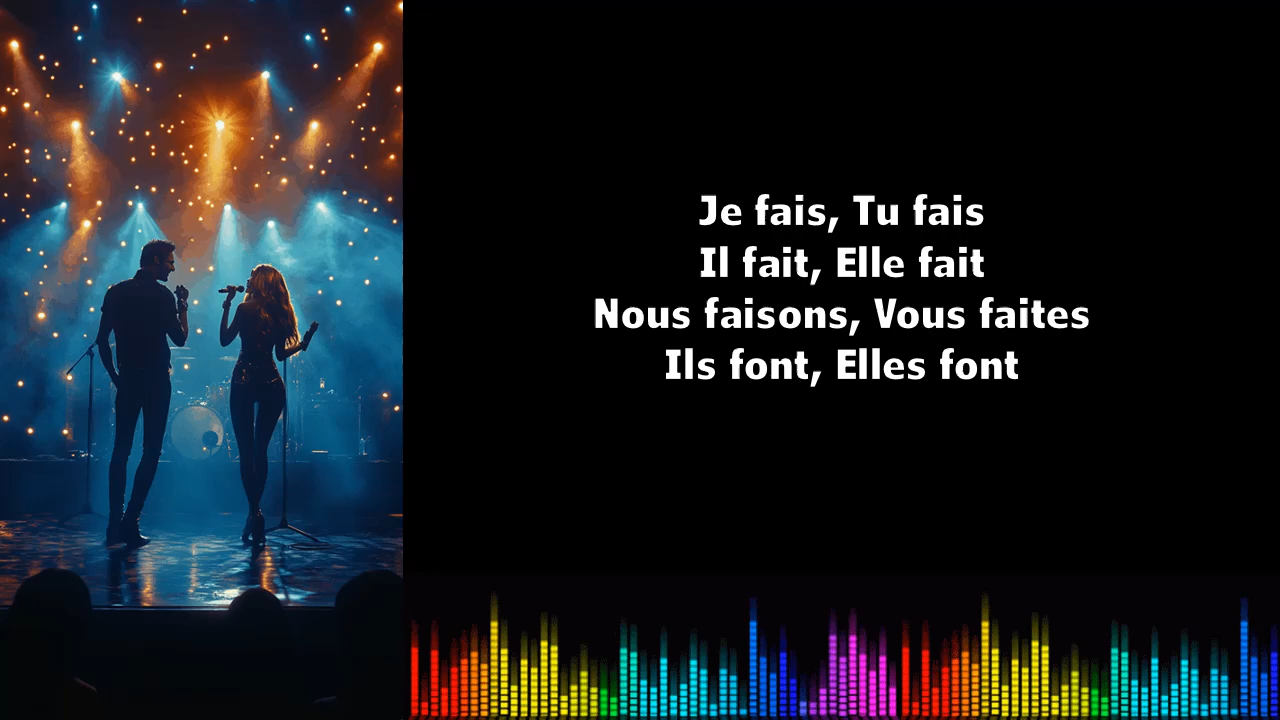 Je fais, Tu fais
Il fait, Elle fait
Nous faisons, Vous faites
Ils font, Elles font